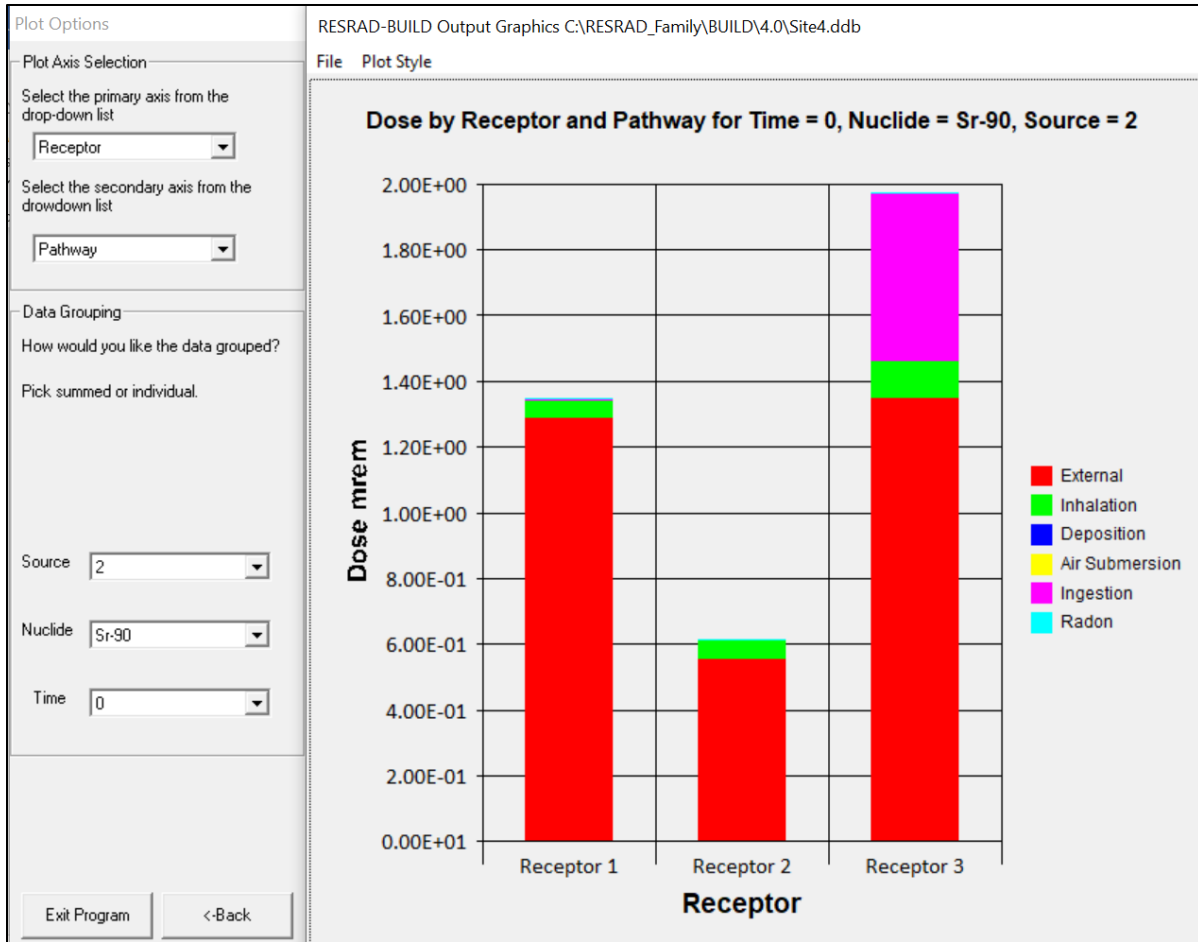 Plot Options
Plot Axis Selection
Select the primary axis from the
drop-down list
Receptor
Select the secondary axis from the
drowdown list
Pathway
Data Grouping
How would you like the data grouped?
Pick summed or individual.
Source 2
Nuclide Sr-90
Time 0
Exit Program <-Back
RESRAD-BUILD Output Graphics C:\RESRAD_Family\BUILD\4.0\Site4.ddb
File Plot Style
Dose by Receptor and Pathway for Time = 0, Nuclide = Sr-90, Source = 2
Dose mrem
2.00E+00
1.80E+00
1.60E+00
1.40E+00
1.20E+00
1.00E+00
8.00E-01
6.00E-01
4.00E-01
2.00E-01
0.00E+01
Receptor 1 Receptor 2 Receptor 3
Receptor
External
Inhalation
Deposition
Air Submersion
Ingestion
Radon